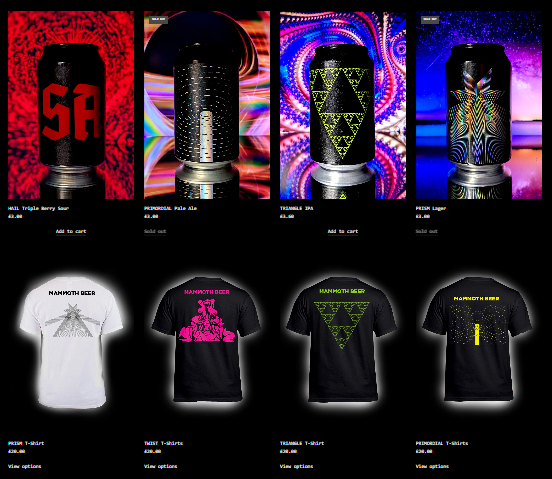 SOLD OUT
SOLD OUT
SA
HAIL Triple Berry Sour
£3.00
Add to cart
PRIMORDIAL Pale Ale
£3.00
Sold out
TRIANGLE IPA
£3.60
Add to cart
PRISM Lager
£3.00
Sold out
MAMMOTH BEER
MAMMOTH BEER
MAMMOTH BEER
MAMMOTH BEER
PRISM T-Shirt
£20.00
View options
TWIST T-Shirts
£20.00
View options
TRIANGLE T-Shirt
£20.00
View options
PRIMORDIAL T-Shirts
£20.00
View options